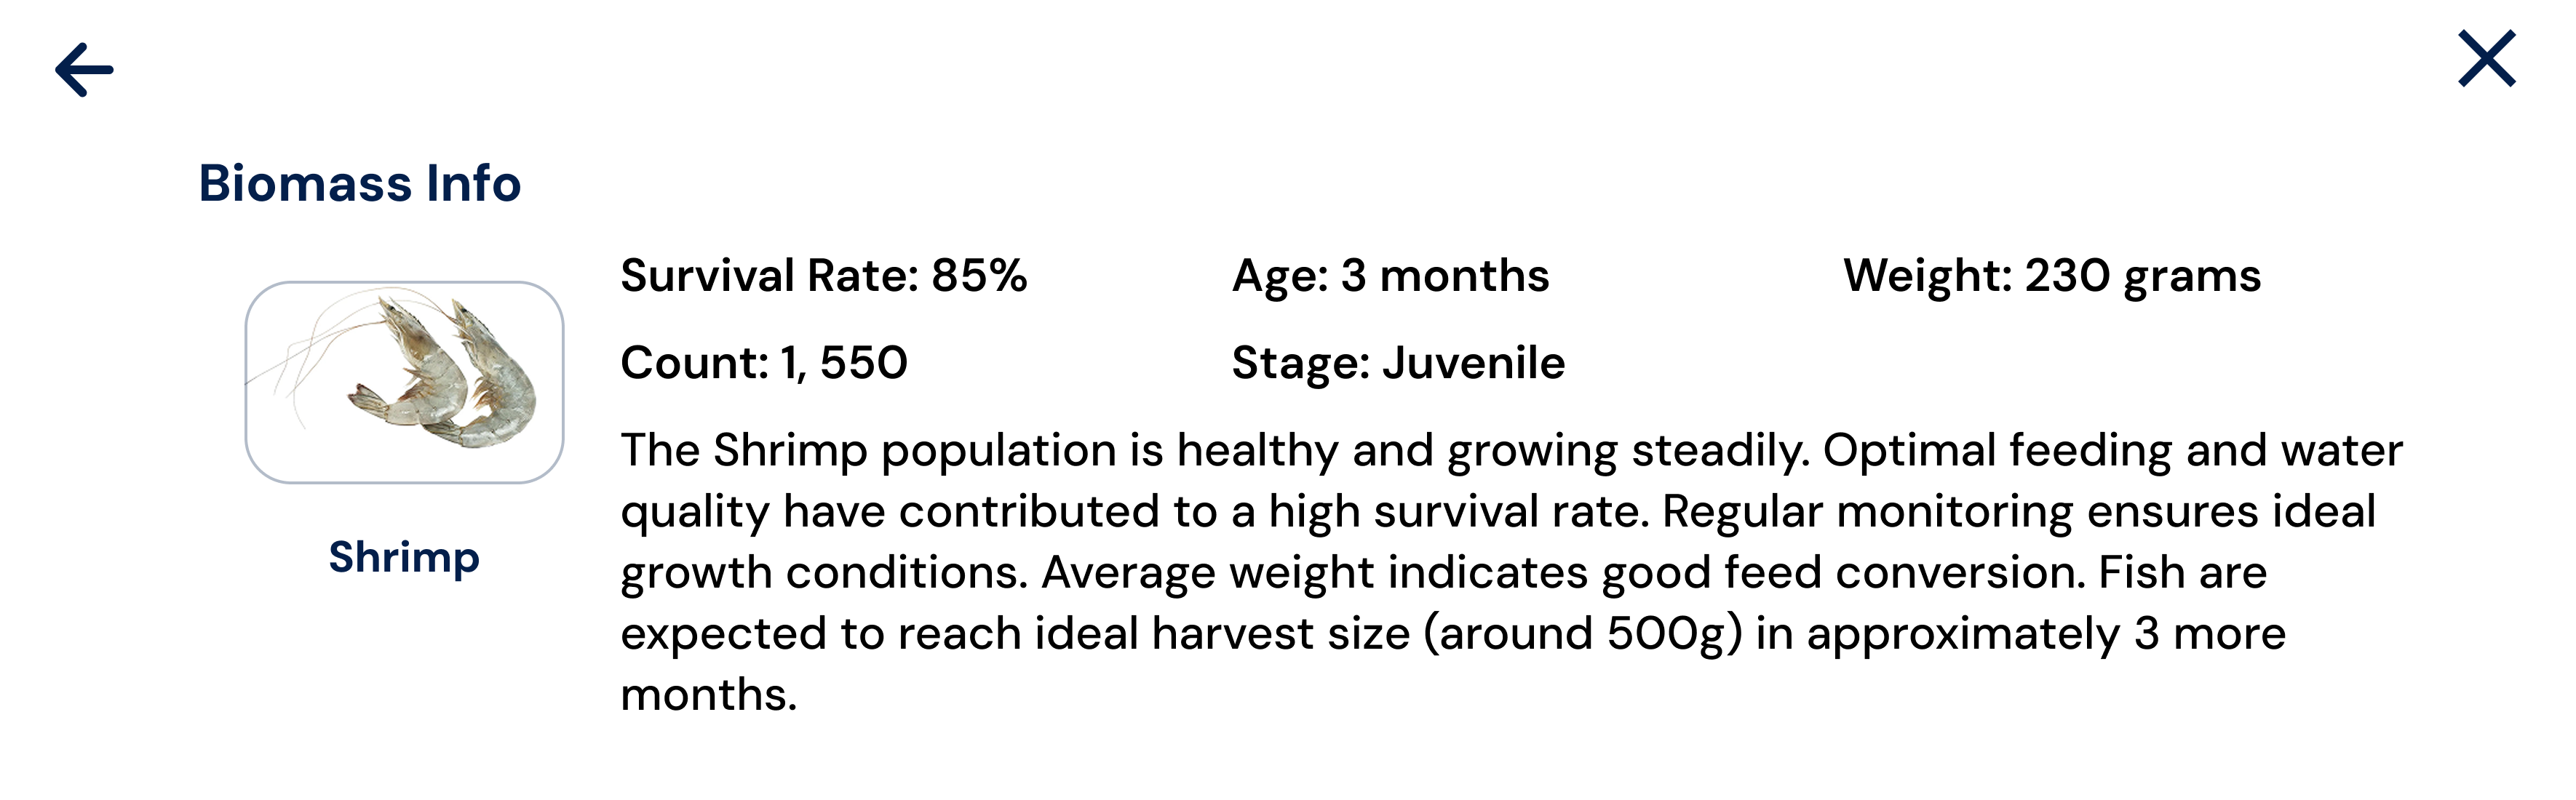 Biomass Info
Survival Rate: 85%
Age: 3 months
Weight: 230 grams
Count: 1, 550
Stage: Juvenile
Shrimp
The Shrimp population is healthy and growing steadily. Optimal feeding and water
quality have contributed to a high survival rate. Regular monitoring ensures ideal
growth conditions. Average weight indicates good feed conversion. Fish are
expected to reach ideal harvest size (around 500g) in approximately 3 more
months.